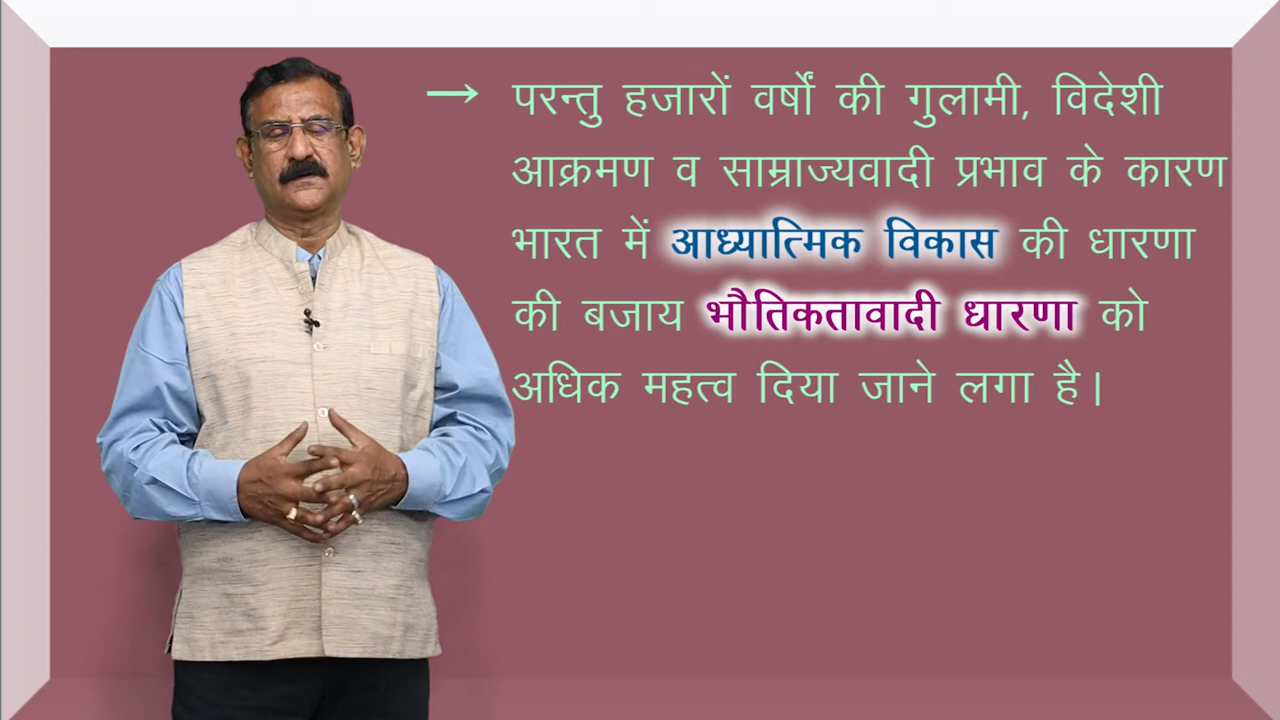 → परन्तु हजारों वर्षों की गुलामी, विदेशी
आक्रमण व साम्राज्यवादी प्रभाव के कारण
भारत में आध्यात्मिक विकास की धारणा
की बजाय भौतिकतावादी धारणा को
अधिक महत्व दिया जाने लगा है।